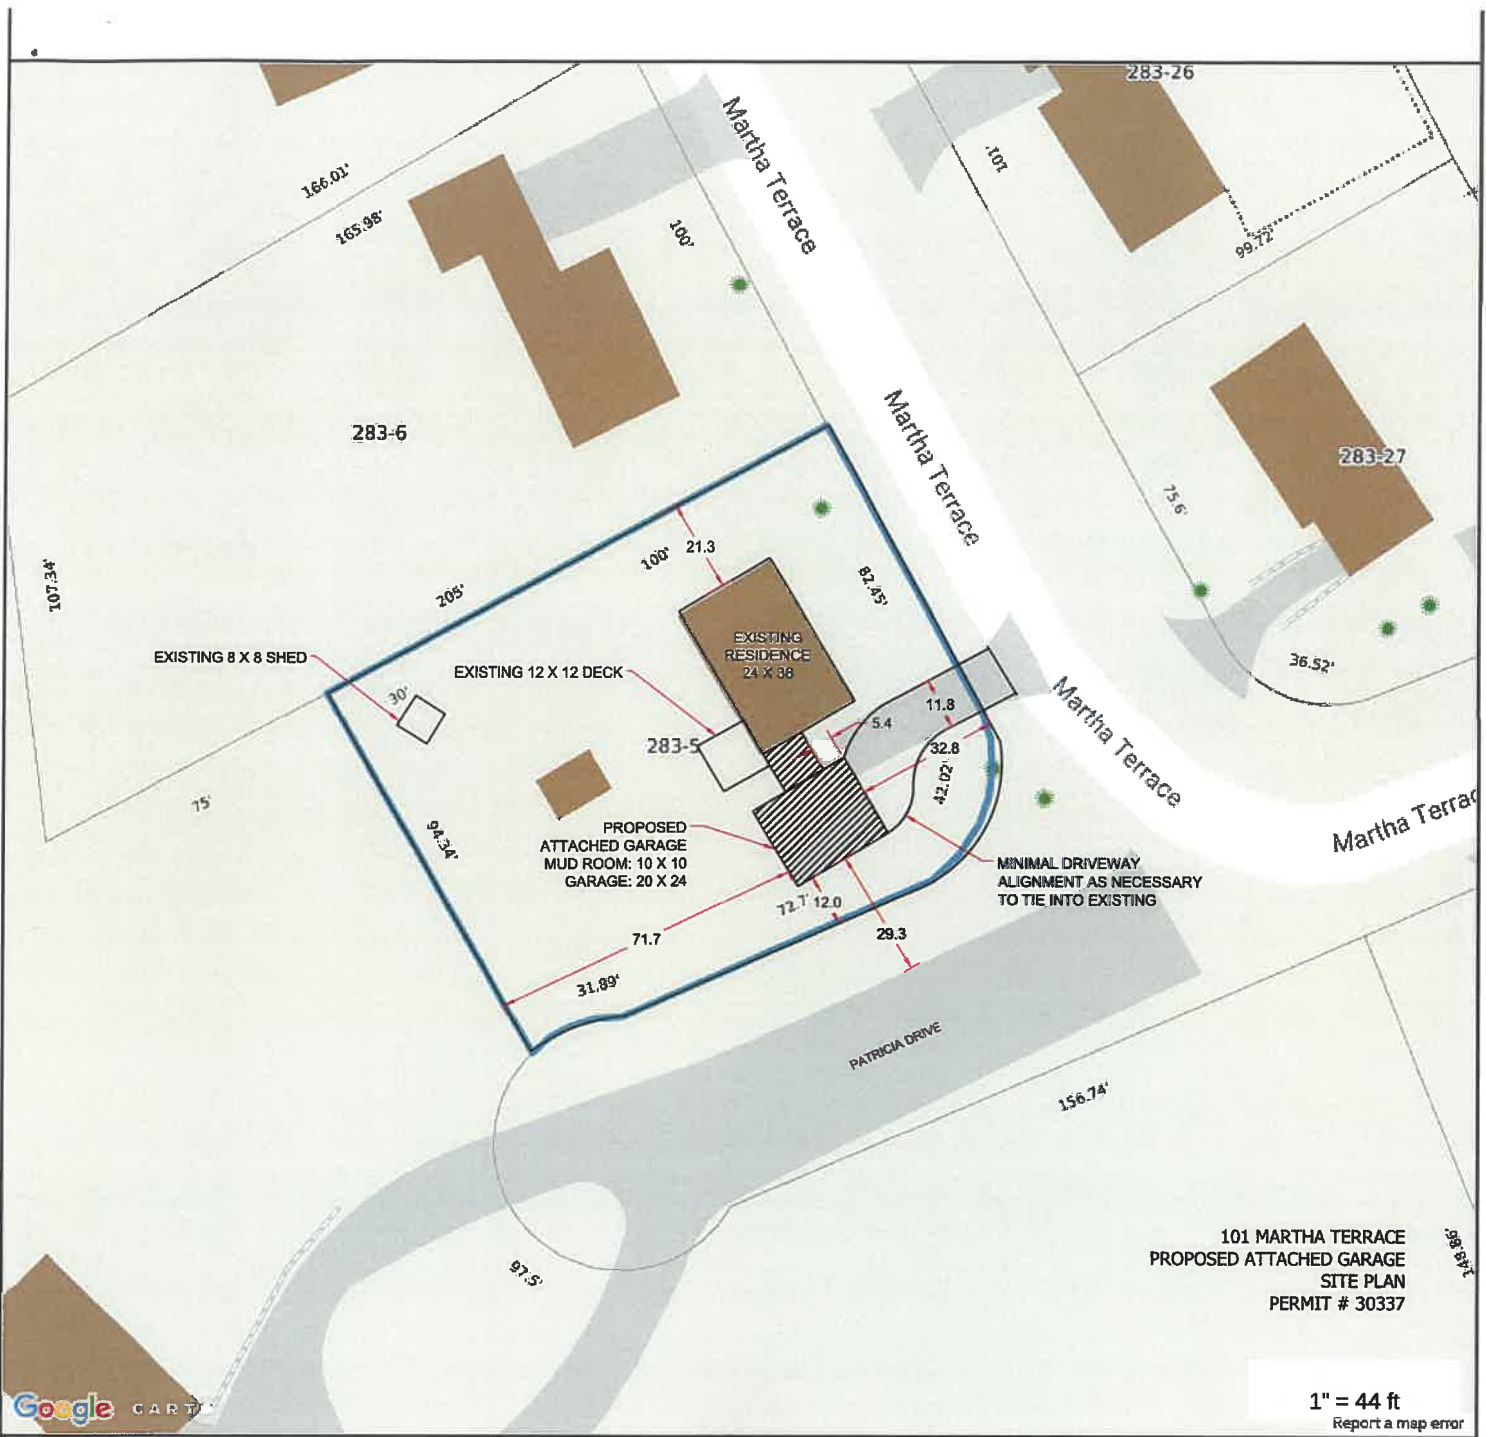 283-26
Martha Terrace
101'
166.01'
165.98'
100'
99.72'
283-6
Martha Terrace
283-27
75.6'
107.34'
205'
100'
21.3
82.45'
EXISTING 8 X 8 SHED
30'
EXISTING 12 X 12 DECK
EXISTING
RESIDENCE
24 X 38
36.52'
11.8
5.4
283-5
32.8
42.02'
Martha Terrace
75'
94.34'
PROPOSED
ATTACHED GARAGE
MUD ROOM: 10 X 10
GARAGE: 20 X 24
Martha Terrac
MINIMAL DRIVEWAY
ALIGNMENT AS NECESSARY
TO TIE INTO EXISTING
72.7'
12.0
29.3
71.7
31.89'
PATRICIA DRIVE
156.74'
97.5'
148.86'
101 MARTHA TERRACE
PROPOSED ATTACHED GARAGE
SITE PLAN
PERMIT # 30337
Google CART
1" = 44 ft
Report a map error